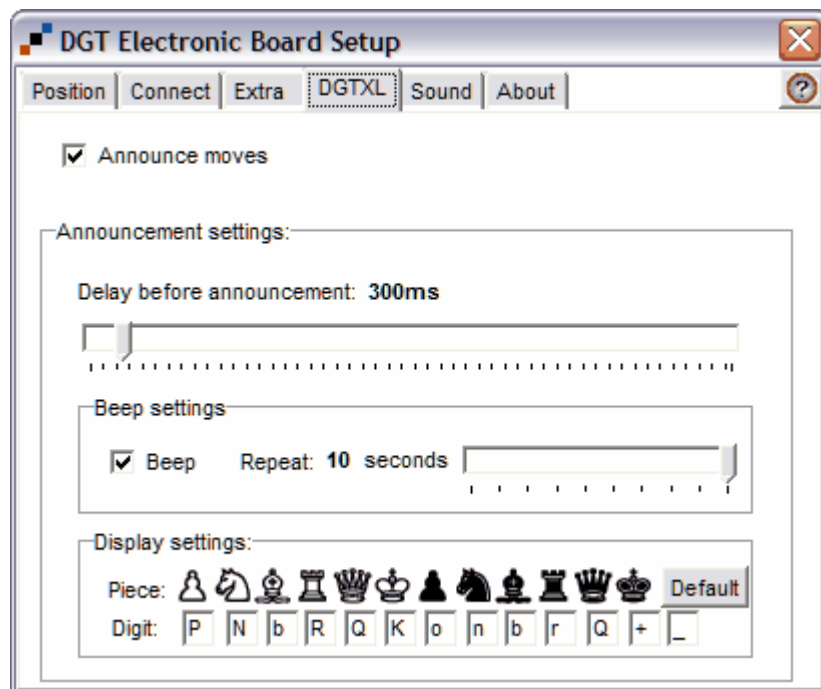 DGT Electronic Board Setup
Position Connect Extra DGTXL Sound About ?
Announce moves
Announcement settings:
Delay before announcement: 300ms
Beep settings
Beep Repeat: 10 seconds
Display settings:
Piece: Default
Digit: P N b R Q K o n b r Q + _